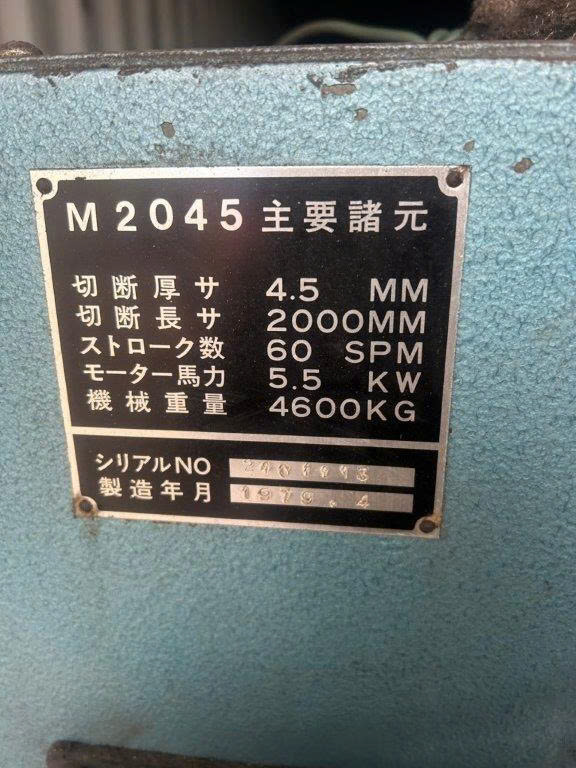 M2045 主要諸元
切断厚サ 4.5 MM
切断長サ 2000MM
ストローク数 60 SPM
モーター馬力 5.5 KW
機械重量 4600KG
シリアルNO
製造年月 1979.4